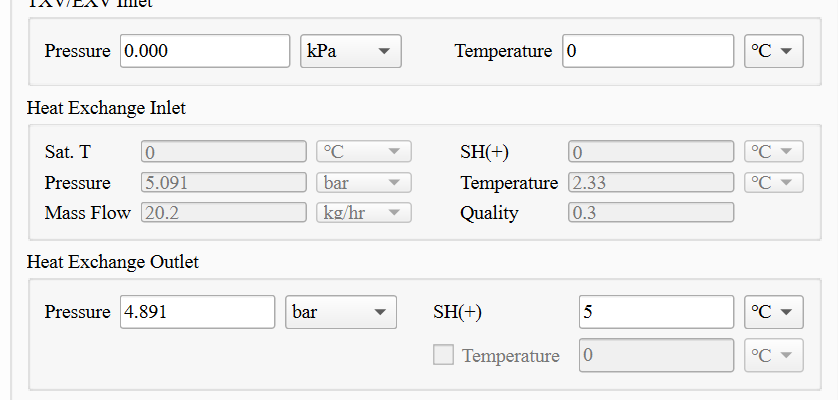 TXV/EXV Inlet
Pressure 0.000 kPa Temperature 0 °C
Heat Exchange Inlet
Sat. T 0 °C SH(+) 0 °C
Pressure 5.091 bar Temperature 2.33 °C
Mass Flow 20.2 kg/hr Quality 0.3
Heat Exchange Outlet
Pressure 4.891 bar SH(+) 5 °C
Temperature 0 °C